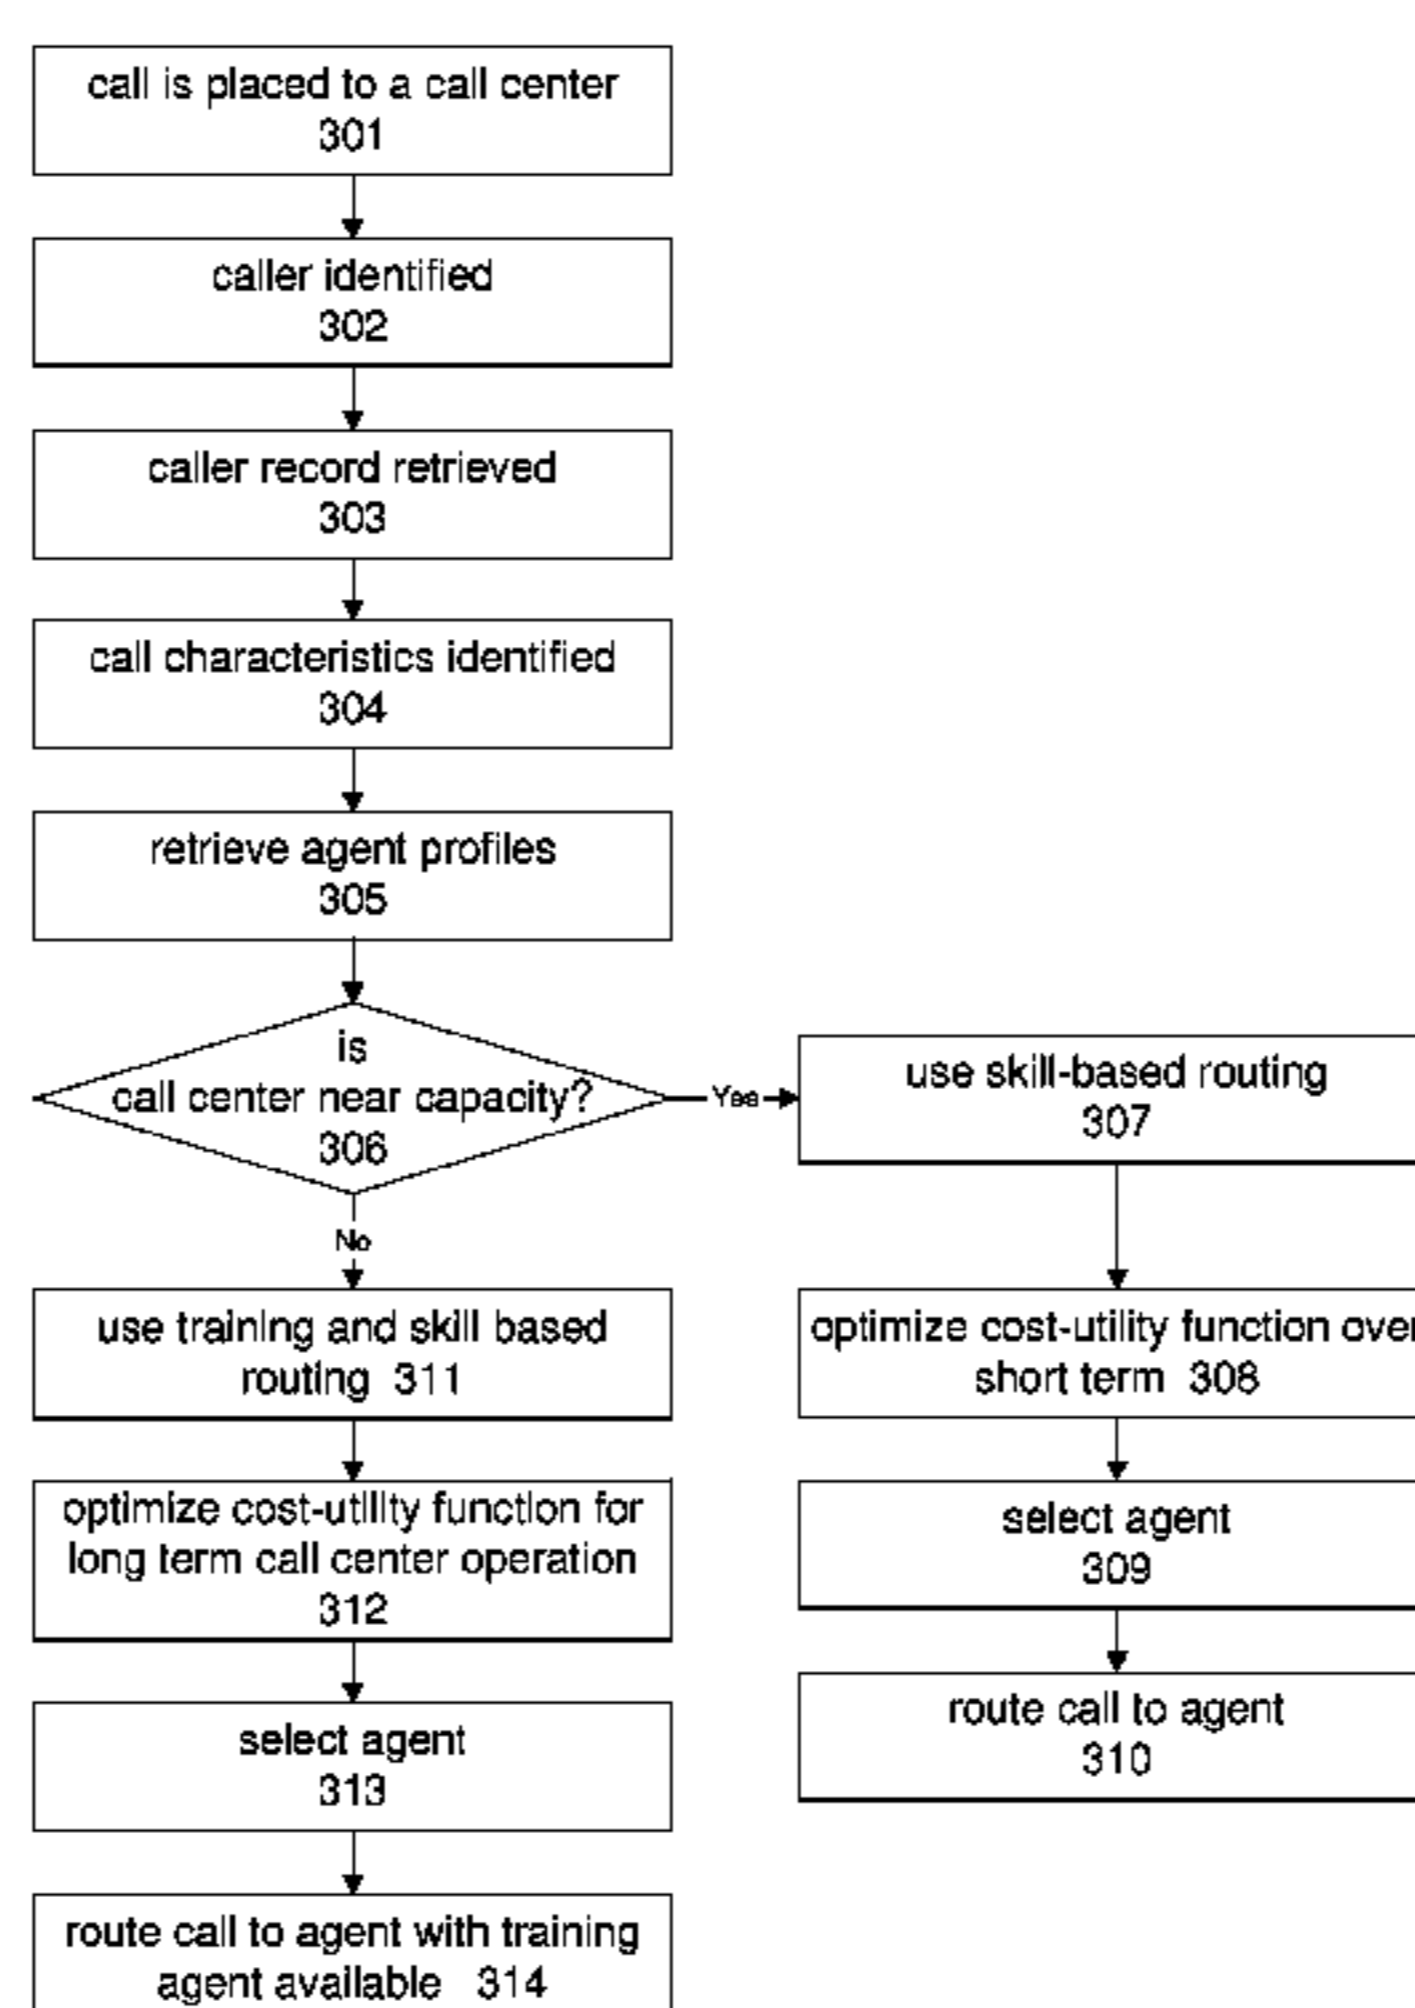 call is placed to a call center
301
caller identified
302
caller record retrieved
303
call characteristics identified
304
retrieve agent profiles
305
is
call center near capacity?
306
Yes
use skill-based routing
307
optimize cost-utility function over
short term 308
select agent
309
route call to agent
310
No
use training and skill based
routing 311
optimize cost-utility function for
long term call center operation
312
select agent
313
route call to agent with training
agent available 314